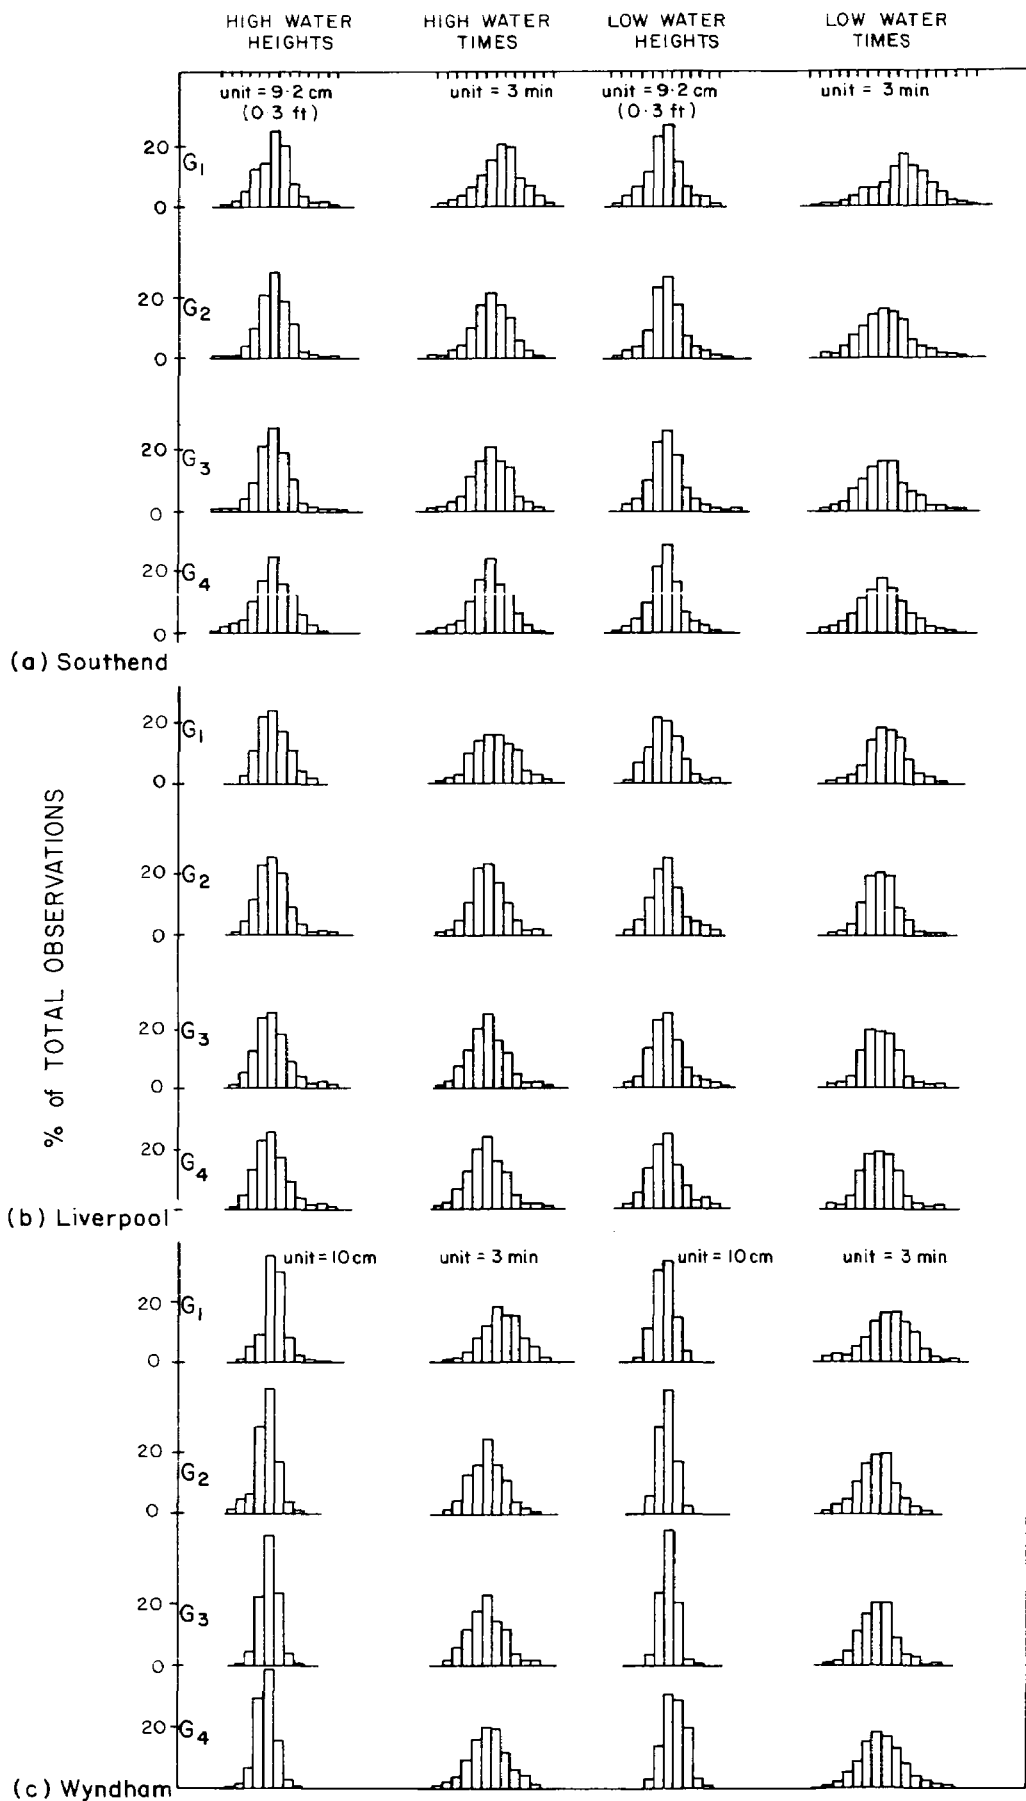 HIGH WATER HEIGHTS
HIGH WATER TIMES
LOW WATER HEIGHTS
LOW WATER TIMES
unit = 9·2 cm
(0·3 ft)
unit = 3 min
unit = 9·2 cm
(0·3 ft)
unit = 3 min
20
G1
0
20
G2
0
20
G3
0
20
G4
0
(a) Southend
20
G1
0
20
G2
0
20
G3
0
20
G4
(b) Liverpool
% of TOTAL OBSERVATIONS
unit = 10 cm
unit = 3 min
unit = 10 cm
unit = 3 min
20
G1
0
20
G2
0
20
G3
0
20
G4
(c) Wyndham